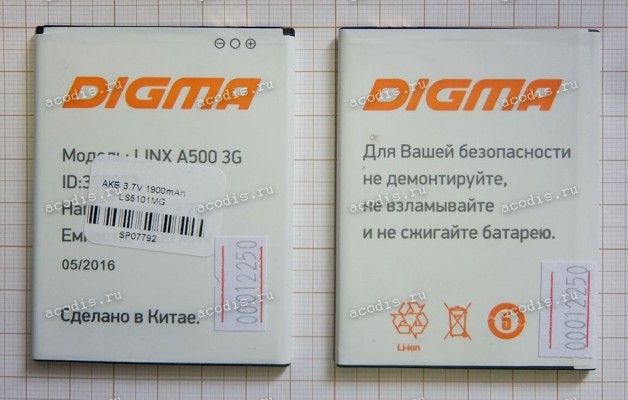 DIGMA
Модель: LINX A500 3G
ID:3
АКБ 3.7V 1900mAh
LS5101MG
SP07792
05/2016
Сделано в Китае.
00012250
DIGMA
Для Вашей безопасности
не демонтируйте,
не взламывайте
и не сжигайте батарею.
Li-ion
5
00012250
acodis.ru